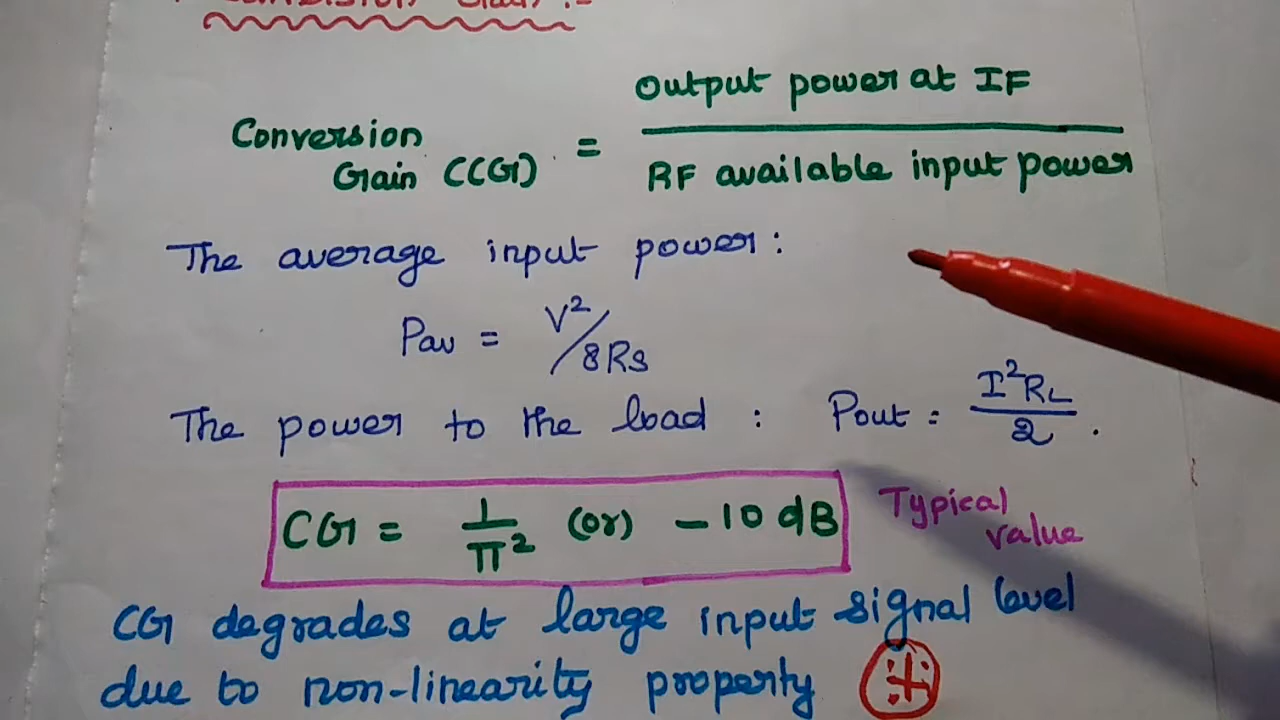 Conversion Gain (CG) = Output power at IF / RF available input power
The average input power:
Pav = V²/8RS
The power to the load : Pout = I²RL / 2 .
CG = 1/π² (or) – 10 dB Typical value
CG degrades at large input signal level
due to non-linearity property